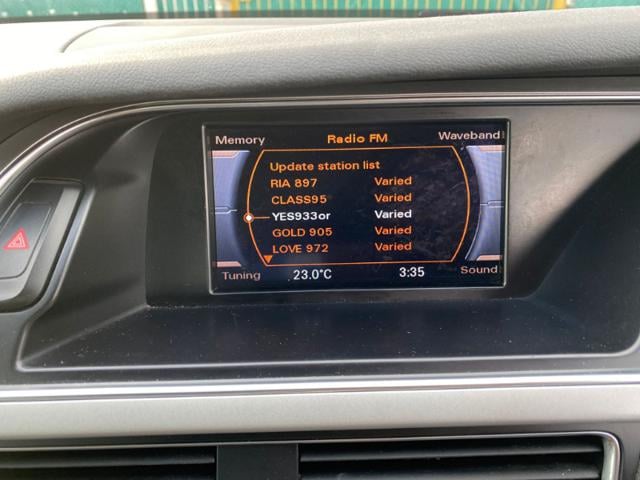 Memory Radio FM Waveband
Update station list
RIA 897 Varied
CLASS95 Varied
YES933or Varied
GOLD 905 Varied
LOVE 972 Varied
Tuning 23.0°C 3:35 Sound